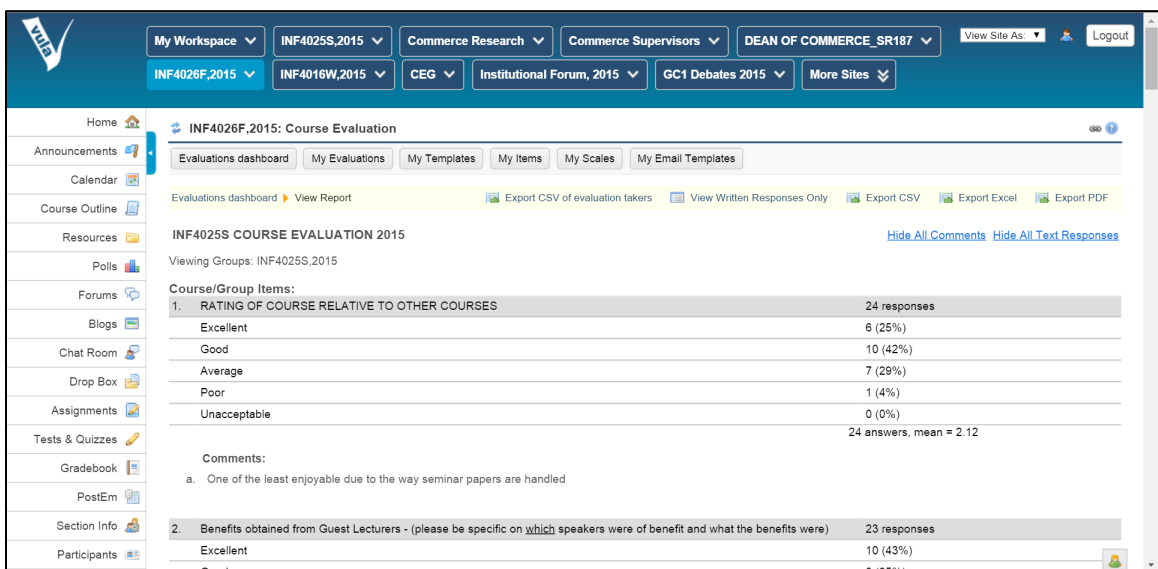 vula
My Workspace
INF4025S,2015
Commerce Research
Commerce Supervisors
DEAN OF COMMERCE_SR187
View Site As:
Logout
INF4026F,2015
INF4016W,2015
CEG
Institutional Forum, 2015
GC1 Debates 2015
More Sites
Home
Announcements
Calendar
Course Outline
Resources
Polls
Forums
Blogs
Chat Room
Drop Box
Assignments
Tests & Quizzes
Gradebook
PostEm
Section Info
Participants
INF4026F,2015: Course Evaluation
Evaluations dashboard
My Evaluations
My Templates
My Items
My Scales
My Email Templates
Evaluations dashboard View Report
Export CSV of evaluation takers
View Written Responses Only
Export CSV
Export Excel
Export PDF
INF4025S COURSE EVALUATION 2015
Hide All Comments Hide All Text Responses
Viewing Groups: INF4025S,2015
Course/Group Items:
1. RATING OF COURSE RELATIVE TO OTHER COURSES 24 responses
Excellent 6 (25%)
Good 10 (42%)
Average 7 (29%)
Poor 1 (4%)
Unacceptable 0 (0%)
24 answers, mean = 2.12
Comments:
a. One of the least enjoyable due to the way seminar papers are handled
2. Benefits obtained from Guest Lecturers - (please be specific on which speakers were of benefit and what the benefits were) 23 responses
Excellent 10 (43%)